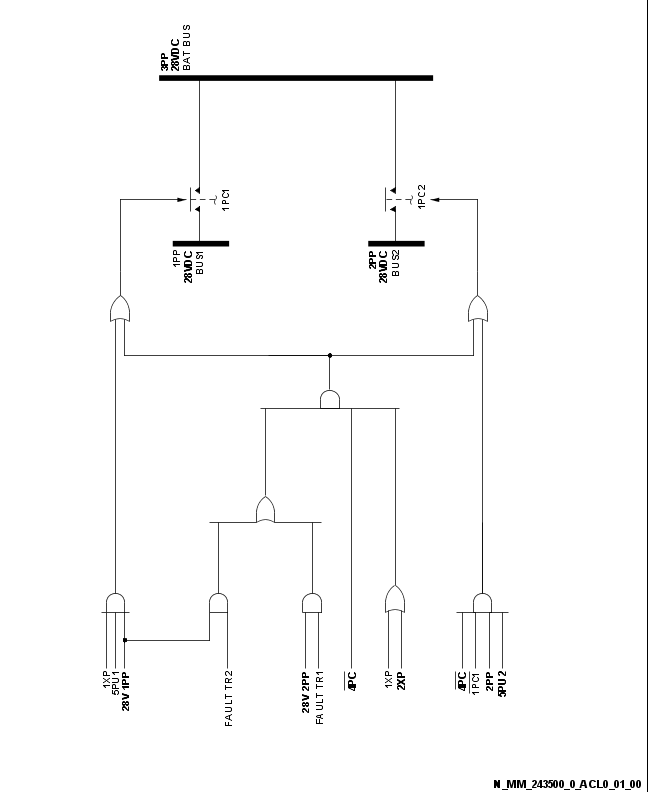 3PP
28VDC
BAT BUS
1PC1
1PC2
1PP
28VDC
BUS1
2PP
28VDC
BUS2
1XP
5PU1
28V 1PP
FAULT TR2
28V 2PP
FAULT TR1
4PC
1XP
2XP
4PC
1PC1
2PP
5PU2
N_MM_243500_0_ACL0_01_00